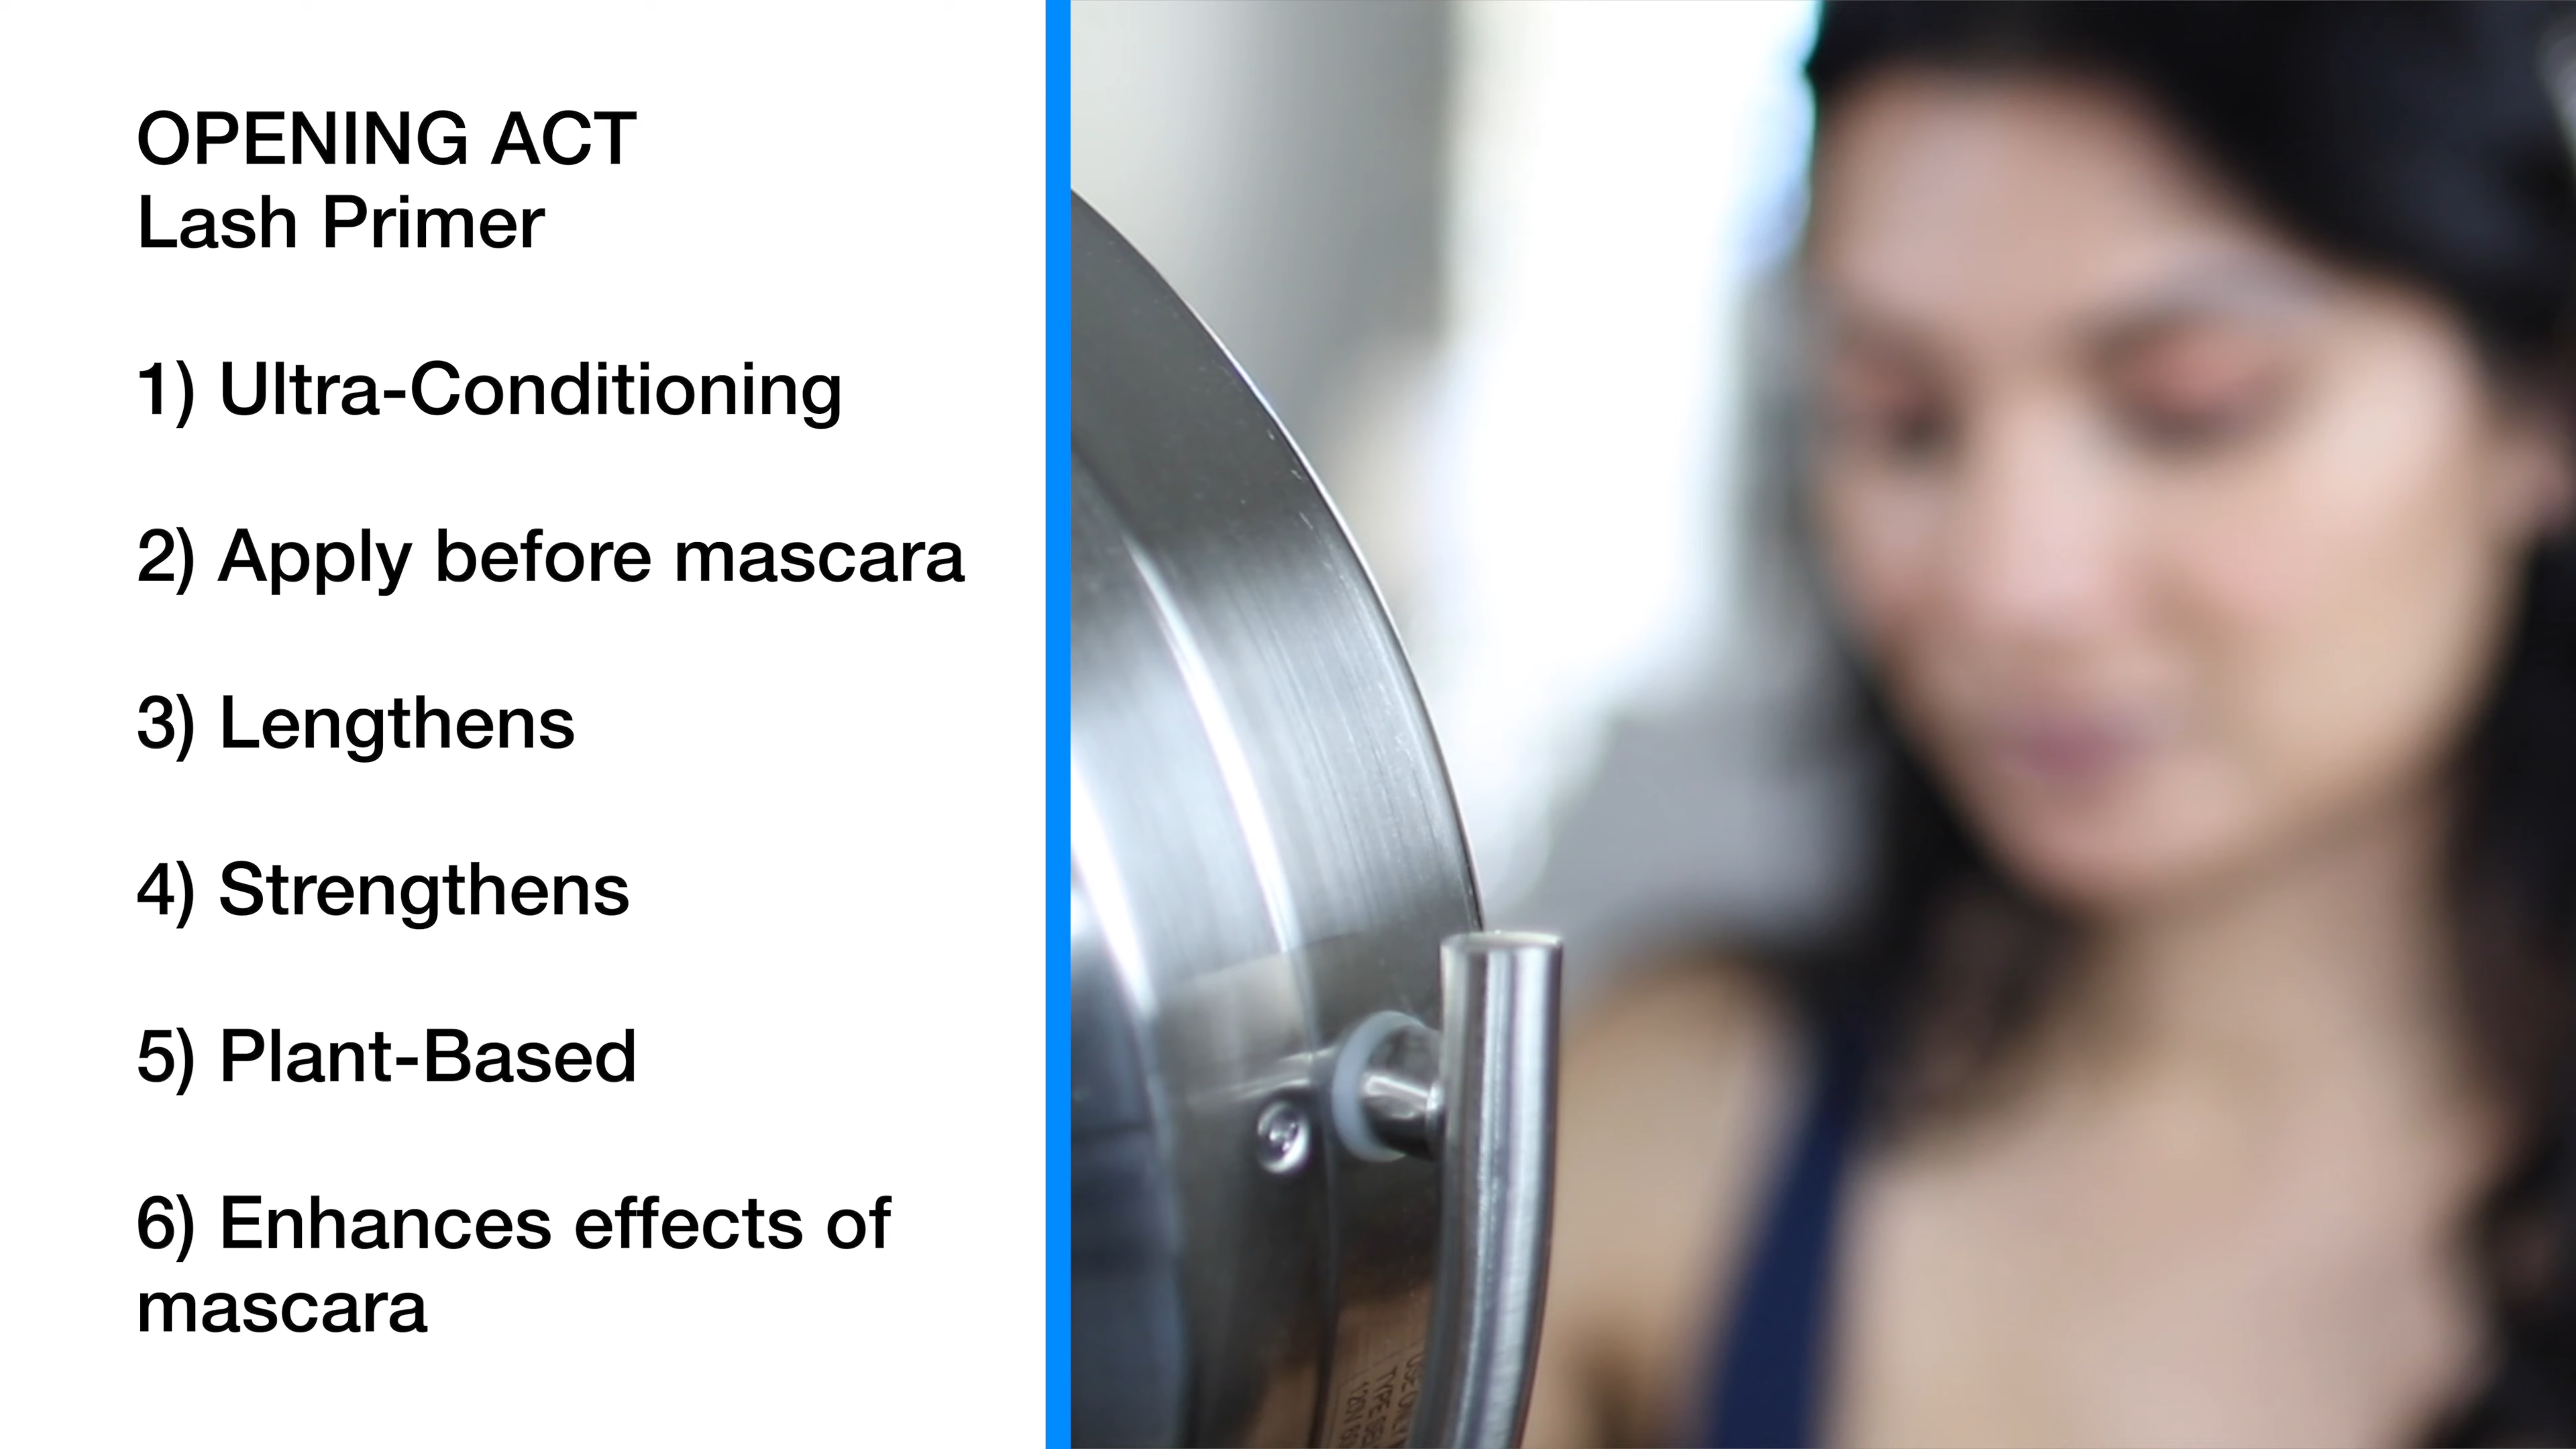 OPENING ACT
Lash Primer
1) Ultra-Conditioning
2) Apply before mascara
3) Lengthens
4) Strengthens
5) Plant-Based
6) Enhances effects of
mascara